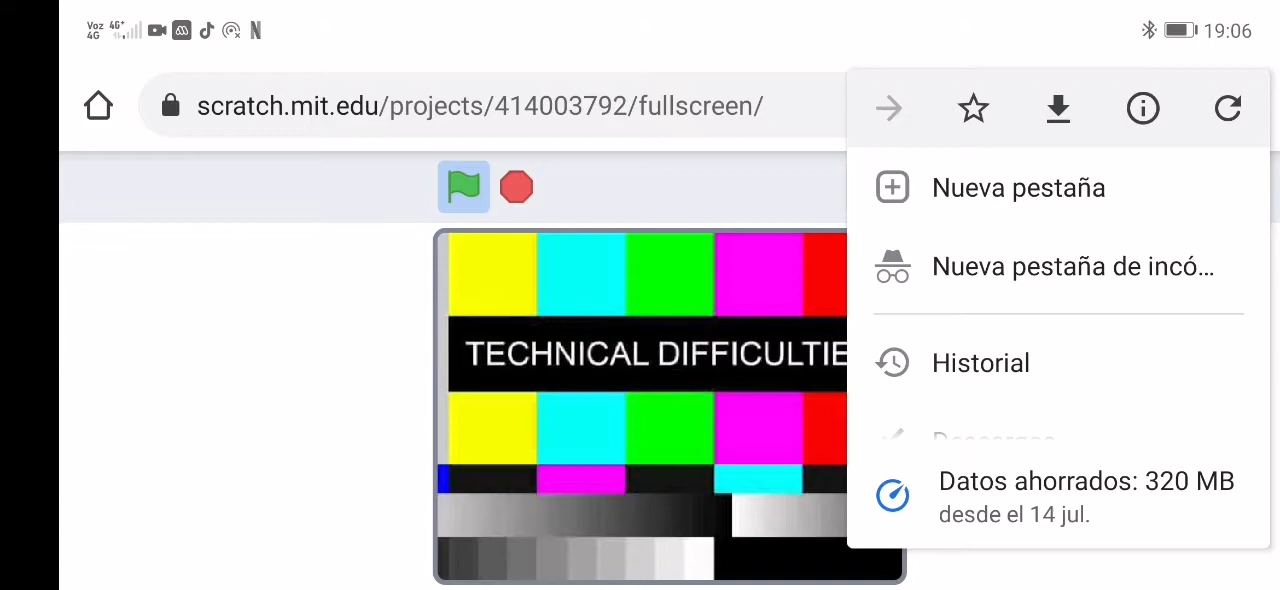 Voz 4G 4G+
19:06
scratch.mit.edu/projects/414003792/fullscreen/
Nueva pestaña
Nueva pestaña de incó...
TECHNICAL DIFFICULTIE
Historial
Descargas
Datos ahorrados: 320 MB
desde el 14 jul.